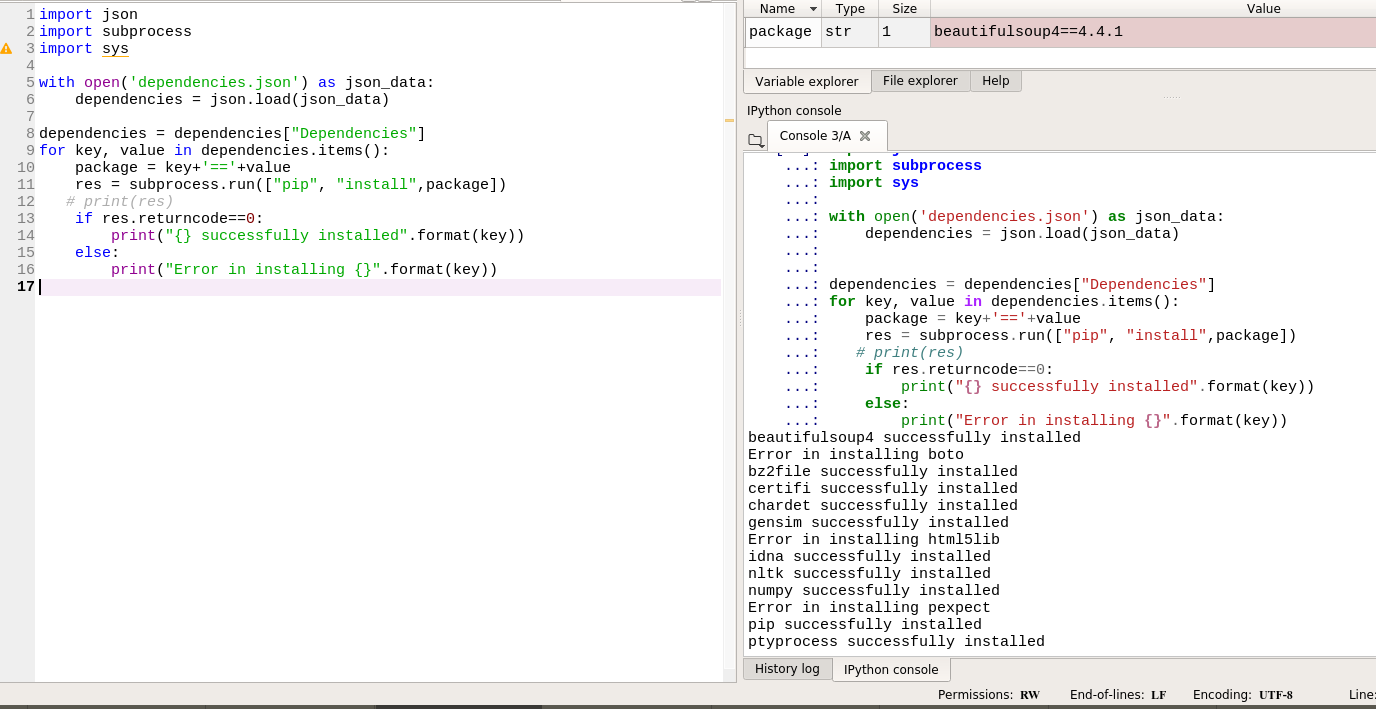 1 import json
2 import subprocess
3 import sys
4
5 with open('dependencies.json') as json_data:
6     dependencies = json.load(json_data)
7
8 dependencies = dependencies["Dependencies"]
9 for key, value in dependencies.items():
10     package = key+'=='+value
11     res = subprocess.run(["pip", "install",package])
12    # print(res)
13     if res.returncode==0:
14         print("{} successfully installed".format(key))
15     else:
16         print("Error in installing {}".format(key))
17
Name Type Size Value
package str 1 beautifulsoup4==4.4.1
Variable explorer File explorer Help
IPython console
Console 3/A
...: import subprocess
...: import sys
...:
...: with open('dependencies.json') as json_data:
...:     dependencies = json.load(json_data)
...:
...:
...: dependencies = dependencies["Dependencies"]
...: for key, value in dependencies.items():
...:     package = key+'=='+value
...:     res = subprocess.run(["pip", "install",package])
...:    # print(res)
...:     if res.returncode==0:
...:         print("{} successfully installed".format(key))
...:     else:
...:         print("Error in installing {}".format(key))
beautifulsoup4 successfully installed
Error in installing boto
bz2file successfully installed
certifi successfully installed
chardet successfully installed
gensim successfully installed
Error in installing html5lib
idna successfully installed
nltk successfully installed
numpy successfully installed
Error in installing pexpect
pip successfully installed
ptyprocess successfully installed
History log IPython console
Permissions: RW End-of-lines: LF Encoding: UTF-8 Line: